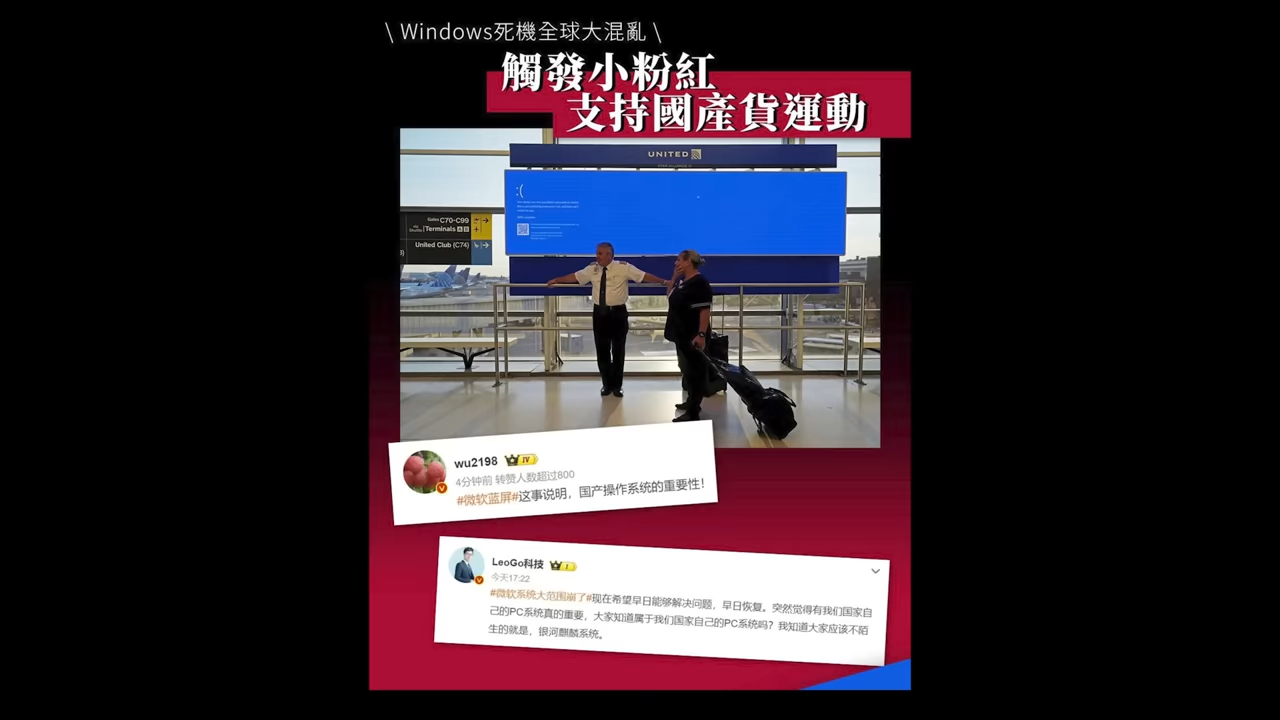 \ Windows死機全球大混亂 \
觸發小粉紅
支持國產貨運動
UNITED
:(
Gates C70-C99
via Shuttle Terminals A B
United Club (C74)
wu2198 IV
4分钟前 转赞人数超过800
#微软蓝屏#这事说明，国产操作系统的重要性！
LeoGo科技 I
今天17:22
#微软系统大范围崩了#现在希望早日能够解决问题，早日恢复。突然觉得有我们国家自
己的PC系统真的重要，大家知道属于我们国家自己的PC系统吗？我知道大家应该不陌
生的就是，银河麒麟系统。